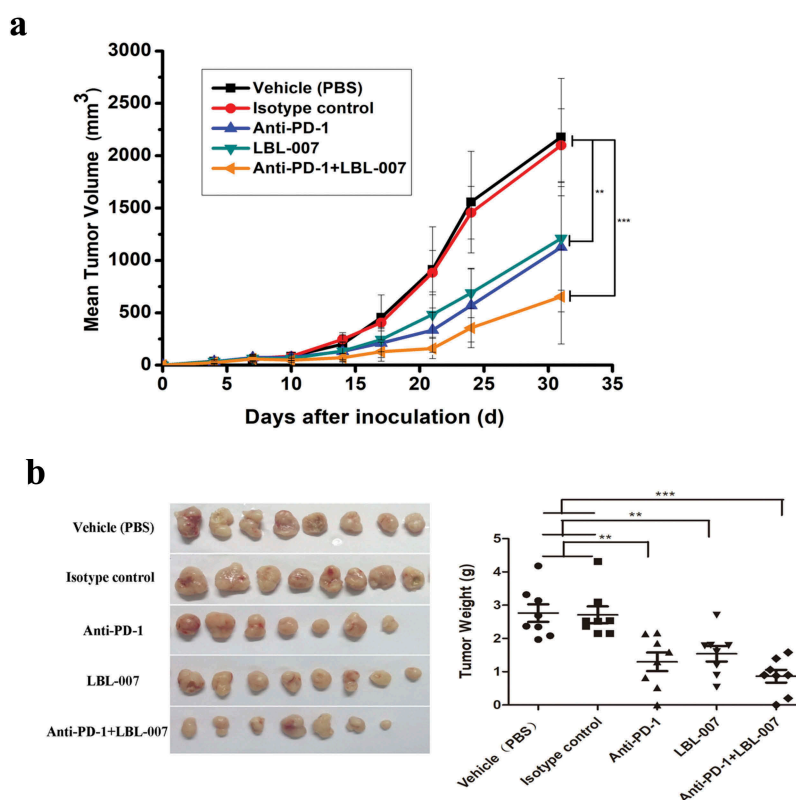 a
3000
2500
2000
1500
1000
500
0
Mean Tumor Volume (mm3)
Vehicle (PBS)
Isotype control
Anti-PD-1
LBL-007
Anti-PD-1+LBL-007
**
***
0 5 10 15 20 25 30 35
Days after inoculation (d)
b
Vehicle (PBS)
Isotype control
Anti-PD-1
LBL-007
Anti-PD-1+LBL-007
***
**
**
5
4
3
2
1
0
Tumor Weight (g)
Vehicle (PBS)
Isotype control
Anti-PD-1
LBL-007
Anti-PD-1+LBL-007